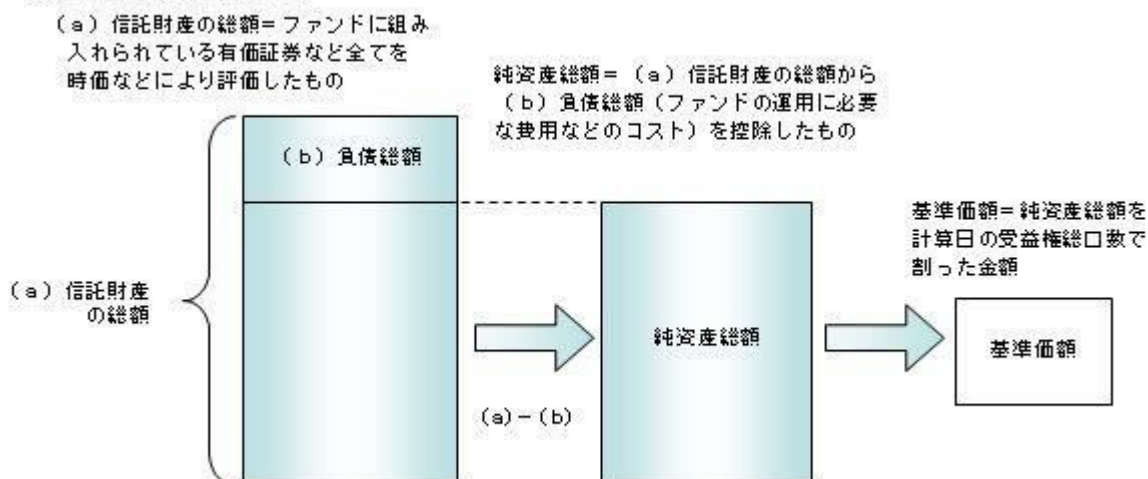 （a）信託財産の総額＝ファンドに組み
入れられている有価証券など全てを
時価などにより評価したもの
純資産総額＝（a）信託財産の総額から
（b）負債総額（ファンドの運用に必要
な費用などのコスト）を控除したもの
（b）負債総額
基準価額＝純資産総額を
計算日の受益権総口数で
割った金額
（a）信託財産
の総額
純資産総額
基準価額
(a)－(b)